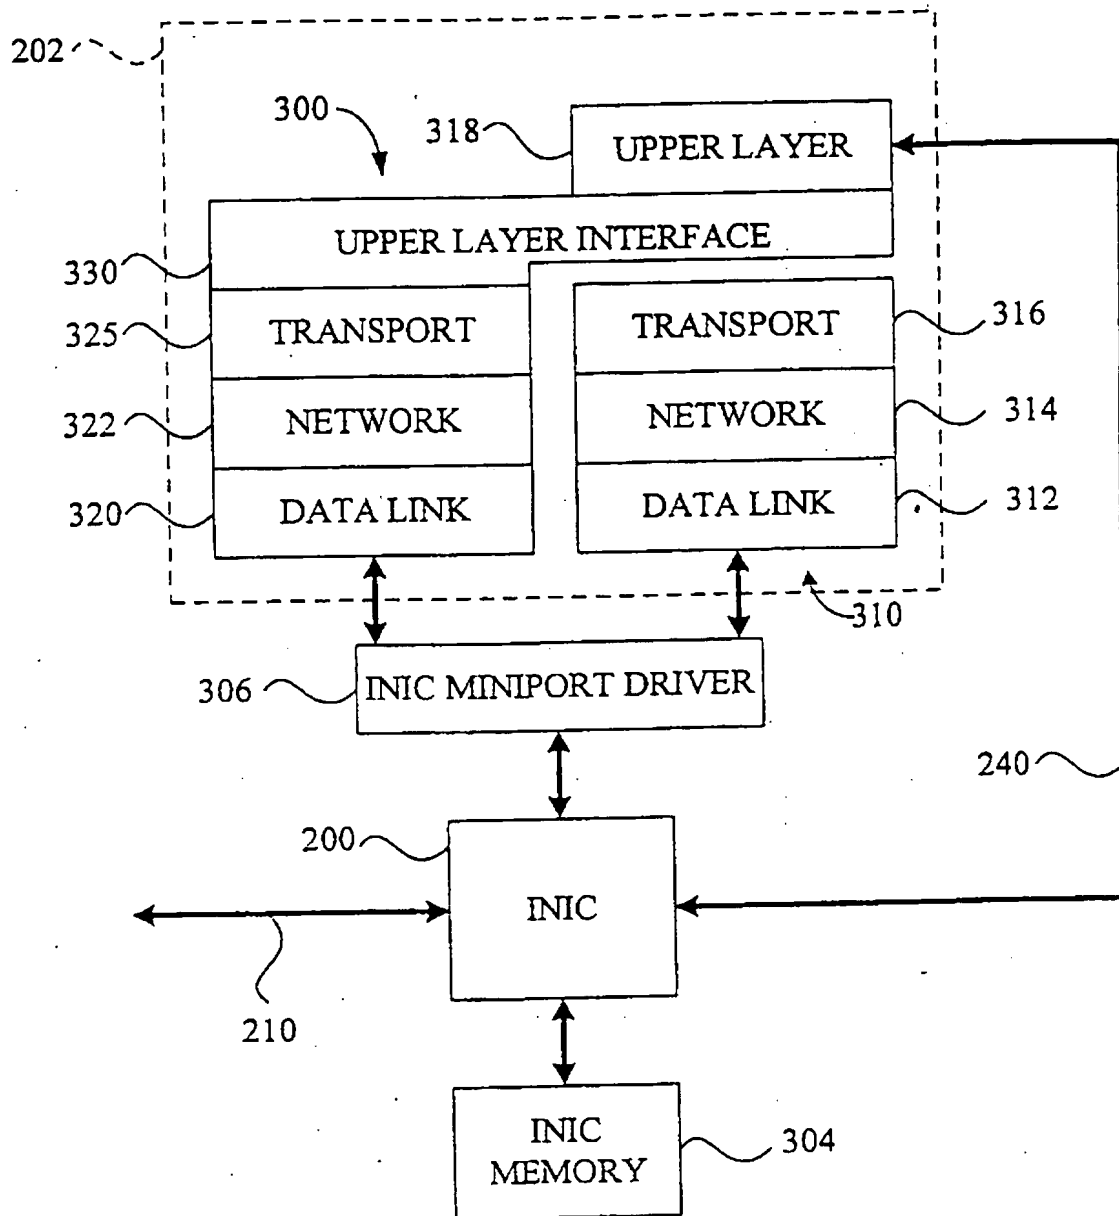 202
300
318
UPPER LAYER
UPPER LAYER INTERFACE
330
325
TRANSPORT
TRANSPORT
316
322
NETWORK
NETWORK
314
320
DATA LINK
DATA LINK
312
310
306
INIC MINIPORT DRIVER
240
200
INIC
210
INIC
MEMORY
304